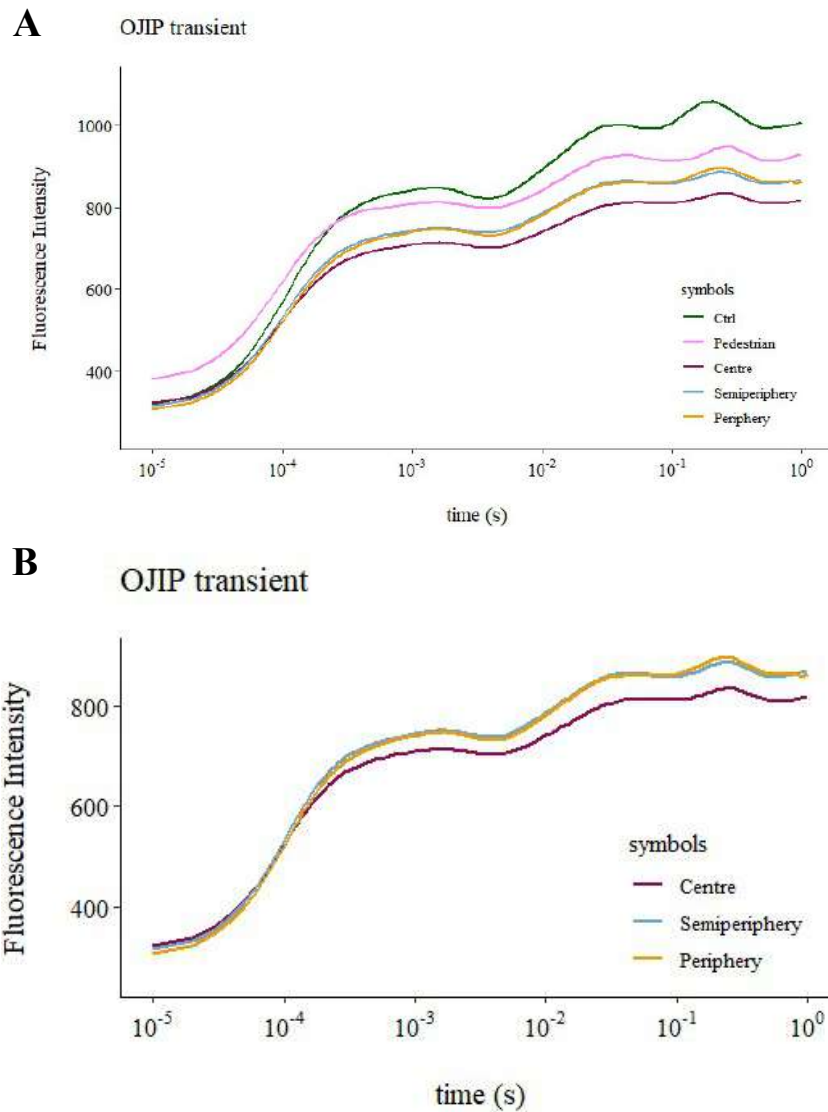 A
OJIP transient
Fluorescence Intensity
1000
800
600
400
symbols
Ctrl
Pedestrian
Centre
Semiperiphery
Periphery
10⁻⁵ 10⁻⁴ 10⁻³ 10⁻² 10⁻¹ 10⁰
time (s)
B
OJIP transient
Fluorescence Intensity
800
600
400
symbols
Centre
Semiperiphery
Periphery
10⁻⁵ 10⁻⁴ 10⁻³ 10⁻² 10⁻¹ 10⁰
time (s)